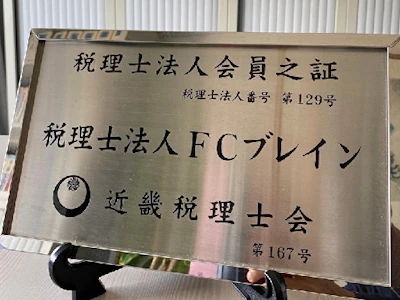 税理士法人会員之証
税理士法人番号 第129号
税理士法人FCブレイン
近畿税理士会
第167号